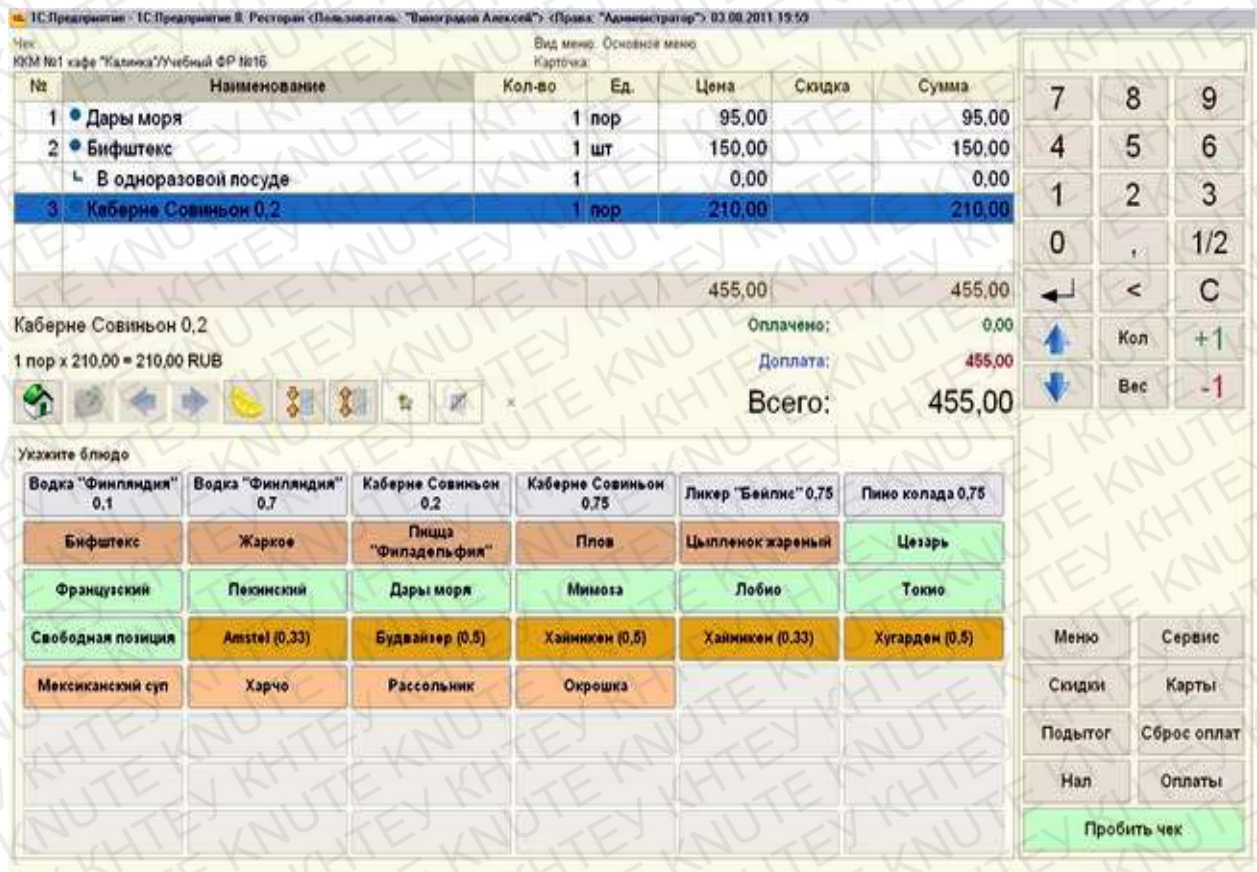 1С:Предприятие - 1С:Предприятие 8. Ресторан <Пользователь: "Виноградов Алексей"> <Права: "Администратор"> 03.08.2011 19:59
Чек
Вид меню: Основное меню
ККМ №1 кафе "Калинка"/Учебный ФР №16
Карточка:
№ Наименование Кол-во Ед. Цена Скидка Сумма
1 Дары моря 1 пор 95,00 95,00
2 Бифштекс 1 шт 150,00 150,00
В одноразовой посуде 1 0,00 0,00
3 Каберне Совиньон 0,2 1 пор 210,00 210,00
455,00 455,00
Каберне Совиньон 0,2
Оплачено: 0,00
1 пор x 210,00 = 210,00 RUB
Доплата: 455,00
Всего: 455,00
7 8 9
4 5 6
1 2 3
0 , 1/2
< C
Кол +1
Вес -1
Укажите блюдо
Водка "Финляндия" 0,1
Водка "Финляндия" 0,7
Каберне Совиньон 0,2
Каберне Совиньон 0,75
Ликер "Бейлис" 0,75
Пино колада 0,75
Бифштекс Жаркое Пицца "Филадельфия" Плов Цыпленок жареный Цезарь
Французский Пекинский Дары моря Мимоза Лобио Токио
Свободная позиция Amstel (0,33) Будвайзер (0,5) Хайникен (0,5) Хайникен (0,33) Хугарден (0,5)
Мексиканский суп Харчо Рассольник Окрошка
Меню Сервис
Скидки Карты
Подытог Сброс оплат
Нал Оплаты
Пробить чек
KHTEY KNUTE